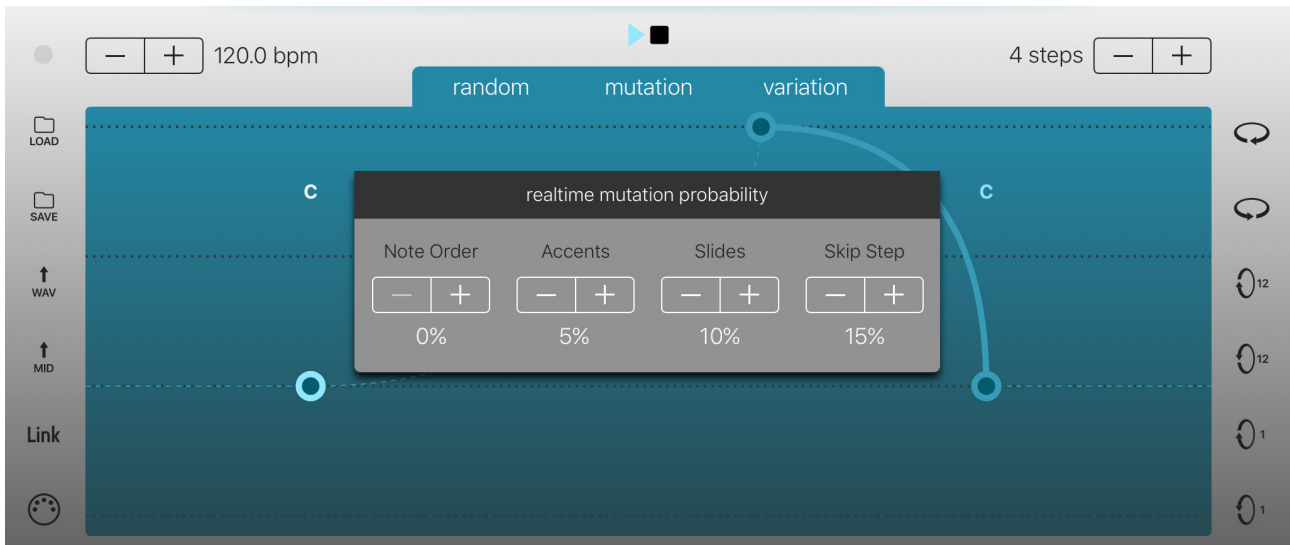 120.0 bpm
4 steps
random mutation variation
LOAD
SAVE
WAV
MID
Link
C
C
realtime mutation probability
Note Order Accents Slides Skip Step
0% 5% 10% 15%
12
12
1
1